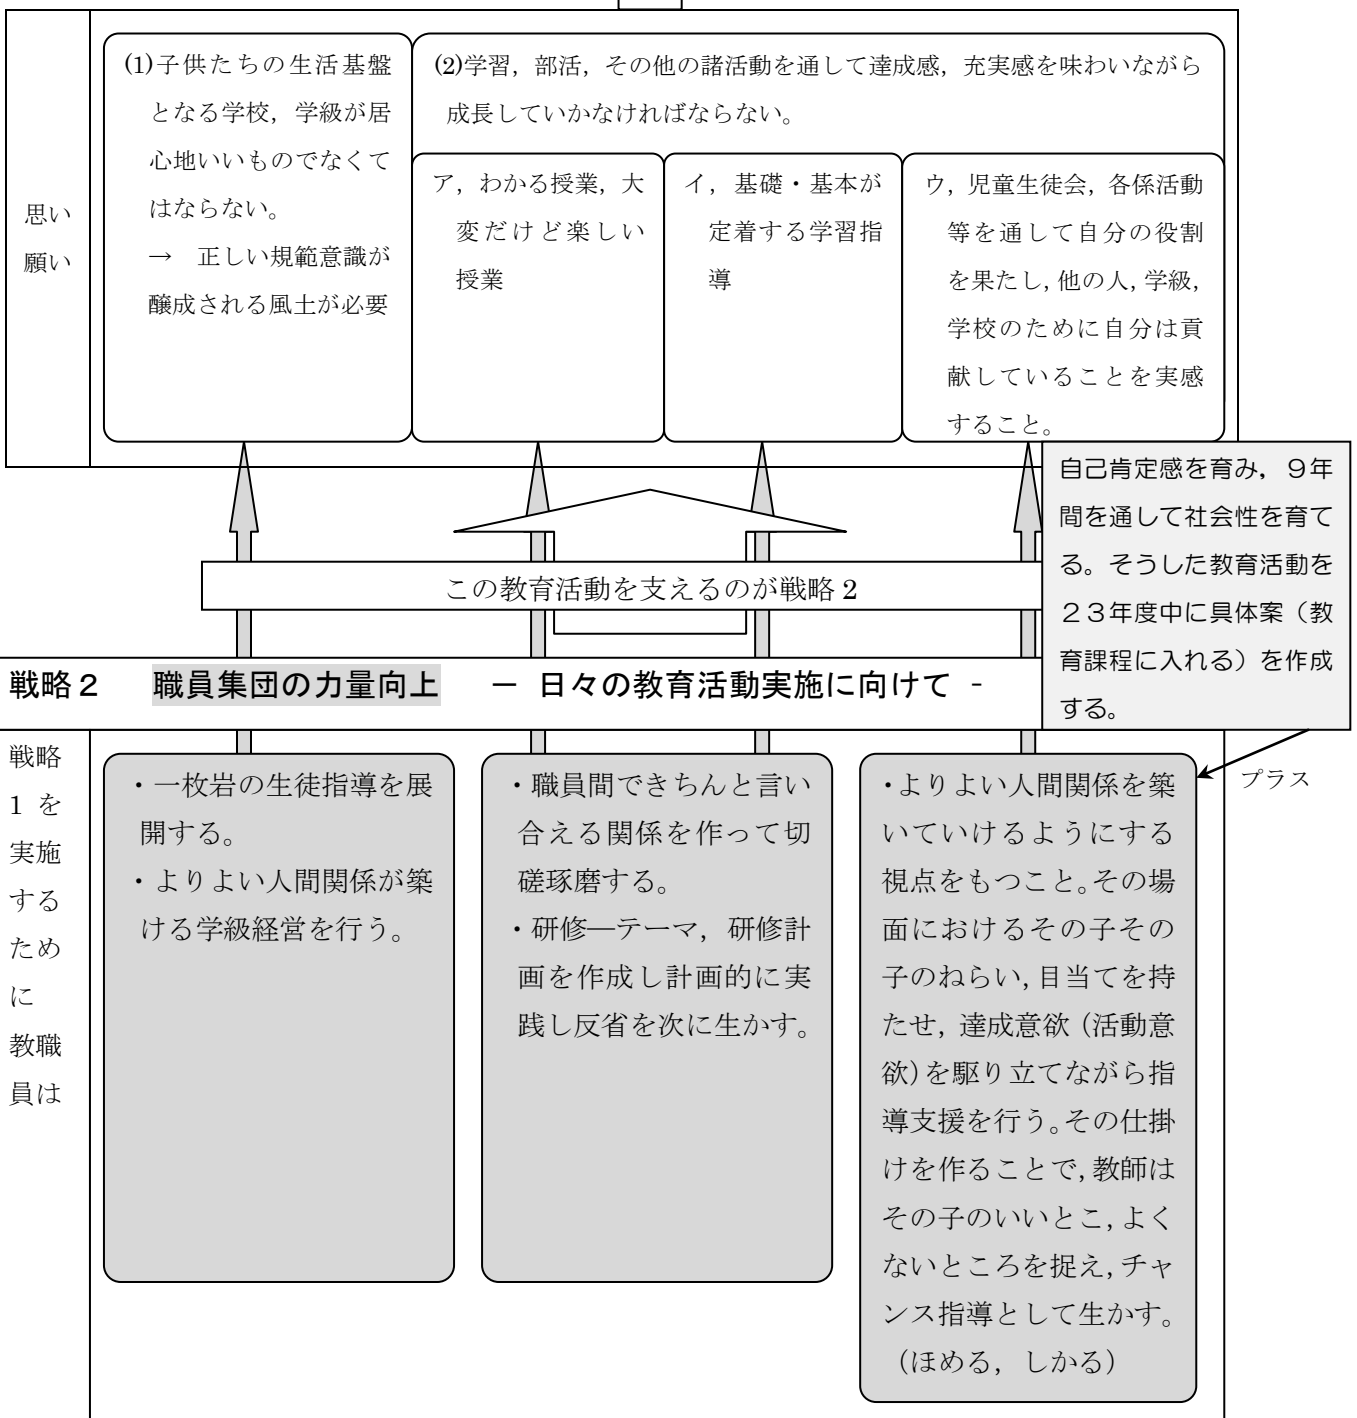 思い
願い
(1)子供たちの生活基盤
となる学校，学級が居
心地いいものでなくて
はならない。
→　正しい規範意識が
醸成される風土が必要
(2)学習，部活，その他の諸活動を通して達成感，充実感を味わいながら
成長していかなければならない。
ア，わかる授業，大
変だけど楽しい
授業
イ，基礎・基本が
定着する学習指
導
ウ，児童生徒会，各係活動
等を通して自分の役割
を果たし，他の人，学級，
学校のために自分は貢
献していることを実感
すること。
自己肯定感を育み，９年
間を通して社会性を育て
る。そうした教育活動を
２３年度中に具体案（教
育課程に入れる）を作成
する。
この教育活動を支えるのが戦略 2
戦略２　職員集団の力量向上　－ 日々の教育活動実施に向けて -
戦略
1 を
実施
する
ため
に
教職
員は
・一枚岩の生徒指導を展
開する。
・よりよい人間関係が築
ける学級経営を行う。
・職員間できちんと言い
合える関係を作って切
磋琢磨する。
・研修―テーマ，研修計
画を作成し計画的に実
践し反省を次に生かす。
・よりよい人間関係を築
いていけるようにする
視点をもつこと。その場
面におけるその子その
子のねらい，目当てを持
たせ，達成意欲（活動意
欲）を駆り立てながら指
導支援を行う。その仕掛
けを作ることで，教師は
その子のいいとこ，よく
ないところを捉え，チャ
ンス指導として生かす。
（ほめる，しかる）
プラス